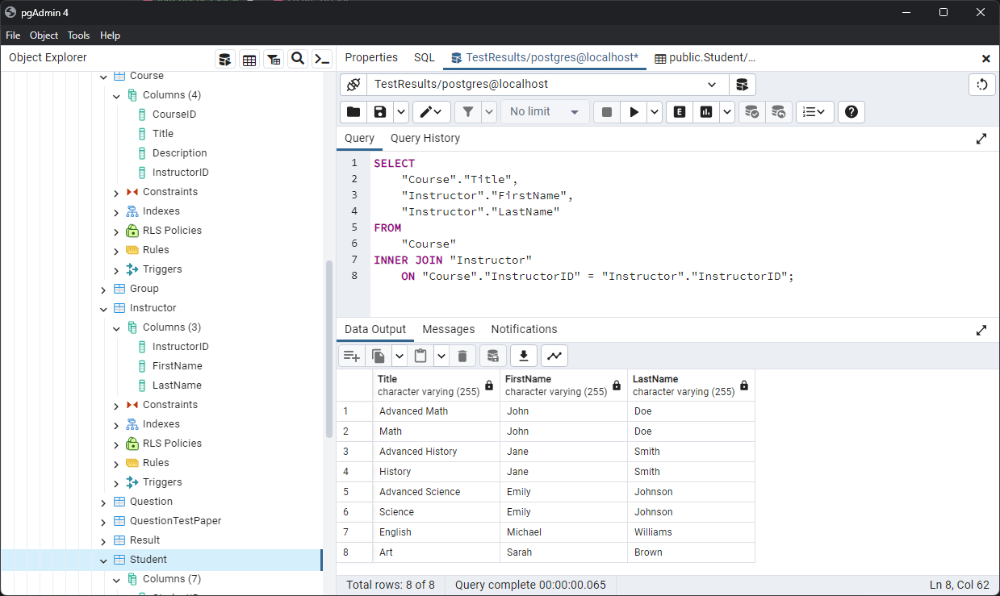 pgAdmin 4
File Object Tools Help
Object Explorer
Course
Columns (4)
CourseID
Title
Description
InstructorID
Constraints
Indexes
RLS Policies
Rules
Triggers
Group
Instructor
Columns (3)
InstructorID
FirstName
LastName
Constraints
Indexes
RLS Policies
Rules
Triggers
Question
QuestionTestPaper
Result
Student
Columns (7)
Properties SQL TestResults/postgres@localhost* public.Student/...
TestResults/postgres@localhost
No limit E
Query Query History
1 SELECT
2 "Course"."Title",
3 "Instructor"."FirstName",
4 "Instructor"."LastName"
5 FROM
6 "Course"
7 INNER JOIN "Instructor"
8 ON "Course"."InstructorID" = "Instructor"."InstructorID";
Data Output Messages Notifications
Title FirstName LastName
character varying (255) character varying (255) character varying (255)
1 Advanced Math John Doe
2 Math John Doe
3 Advanced History Jane Smith
4 History Jane Smith
5 Advanced Science Emily Johnson
6 Science Emily Johnson
7 English Michael Williams
8 Art Sarah Brown
Total rows: 8 of 8 Query complete 00:00:00.065 Ln 8, Col 62